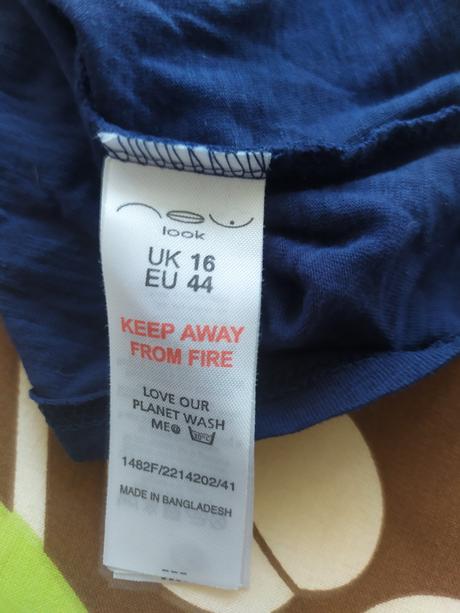 new
look
UK 16
EU 44
KEEP AWAY
FROM FIRE
LOVE OUR
PLANET WASH
ME@ 30°C
1482F/2214202/41
MADE IN BANGLADESH